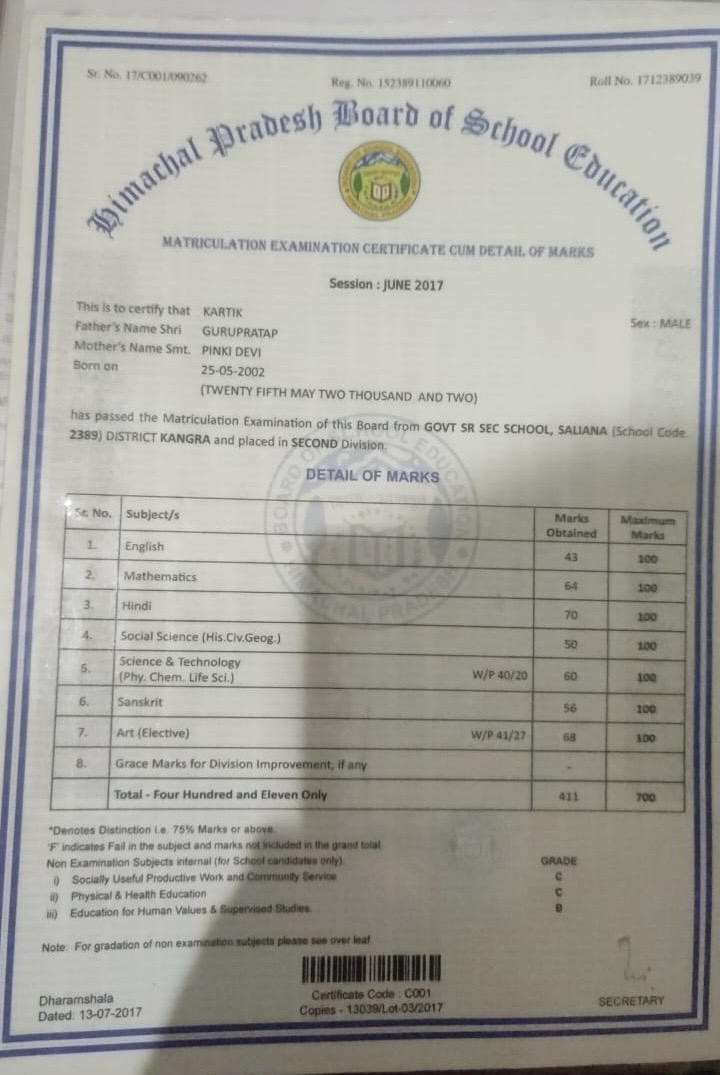 Sr. No. 17/C001/090262 Reg. No. 152389110060 Roll No. 1712389039
Himachal Pradesh Board of School Education
MATRICULATION EXAMINATION CERTIFICATE CUM DETAIL OF MARKS
Session : JUNE 2017
This is to certify that KARTIK
Sex : MALE
Father's Name Shri GURUPRATAP
Mother's Name Smt. PINKI DEVI
Born on 25-05-2002
(TWENTY FIFTH MAY TWO THOUSAND AND TWO)
has passed the Matriculation Examination of this Board from GOVT SR SEC SCHOOL, SALIANA (School Code
2389) DISTRICT KANGRA and placed in SECOND Division.
DETAIL OF MARKS
Sr. No. Subject/s Marks Obtained Maximum Marks
1. English 43 100
2. Mathematics 64 100
3. Hindi 70 100
4. Social Science (His.Civ.Geog.) 50 100
5. Science & Technology
(Phy. Chem. Life Sci.) W/P 40/20 60 100
6. Sanskrit 56 100
7. Art (Elective) W/P 41/27 68 100
8. Grace Marks for Division Improvement, if any -
Total - Four Hundred and Eleven Only 411 700
*Denotes Distinction i.e. 75% Marks or above.
'F' indicates Fail in the subject and marks not included in the grand total
Non Examination Subjects internal (for School candidates only). GRADE
i) Socially Useful Productive Work and Community Service C
ii) Physical & Health Education C
iii) Education for Human Values & Supervised Studies. B
Note: For gradation of non examination subjects please see over leaf.
Certificate Code : C001
Copies - 13039/Lot-03/2017
Dharamshala
Dated: 13-07-2017
SECRETARY